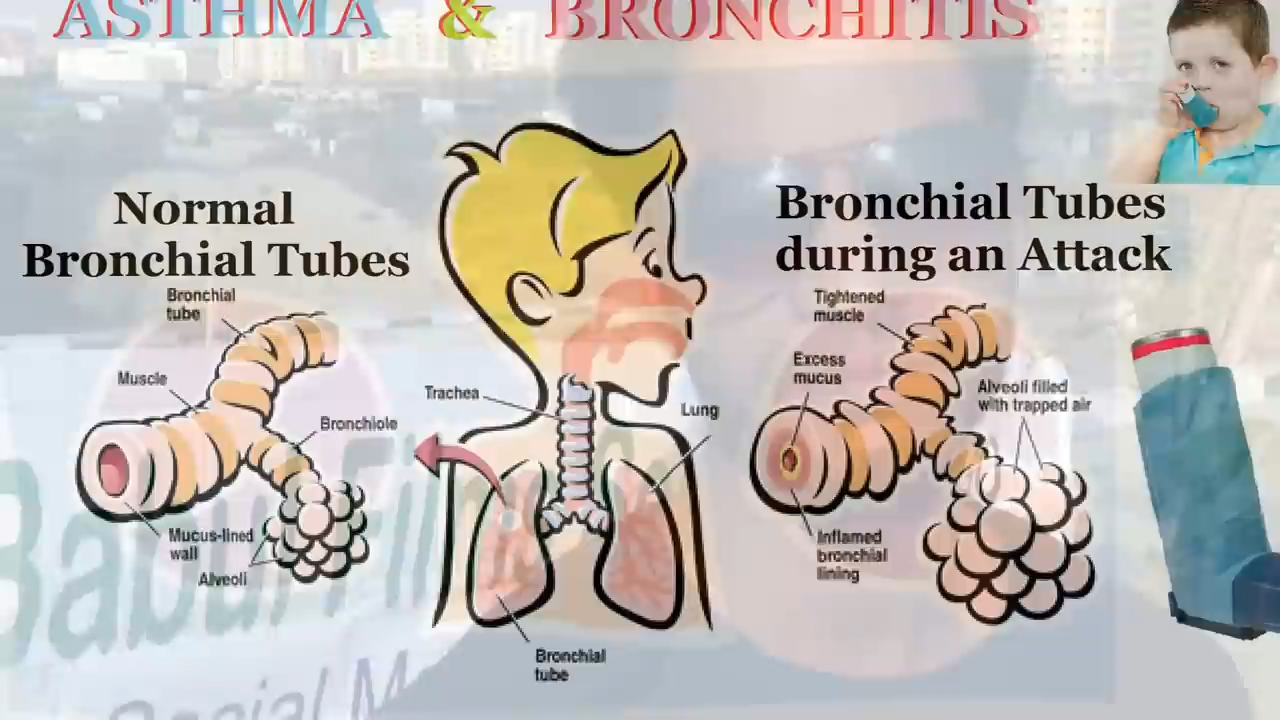 ASTHMA & BRONCHITIS
Normal
Bronchial Tubes
Bronchial
tube
Muscle
Bronchiole
Mucus-lined
wall
Alveoli
Trachea
Lung
Bronchial
tube
Bronchial Tubes
during an Attack
Tightened
muscle
Excess
mucus
Alveoli filled
with trapped air
Inflamed
bronchial
lining